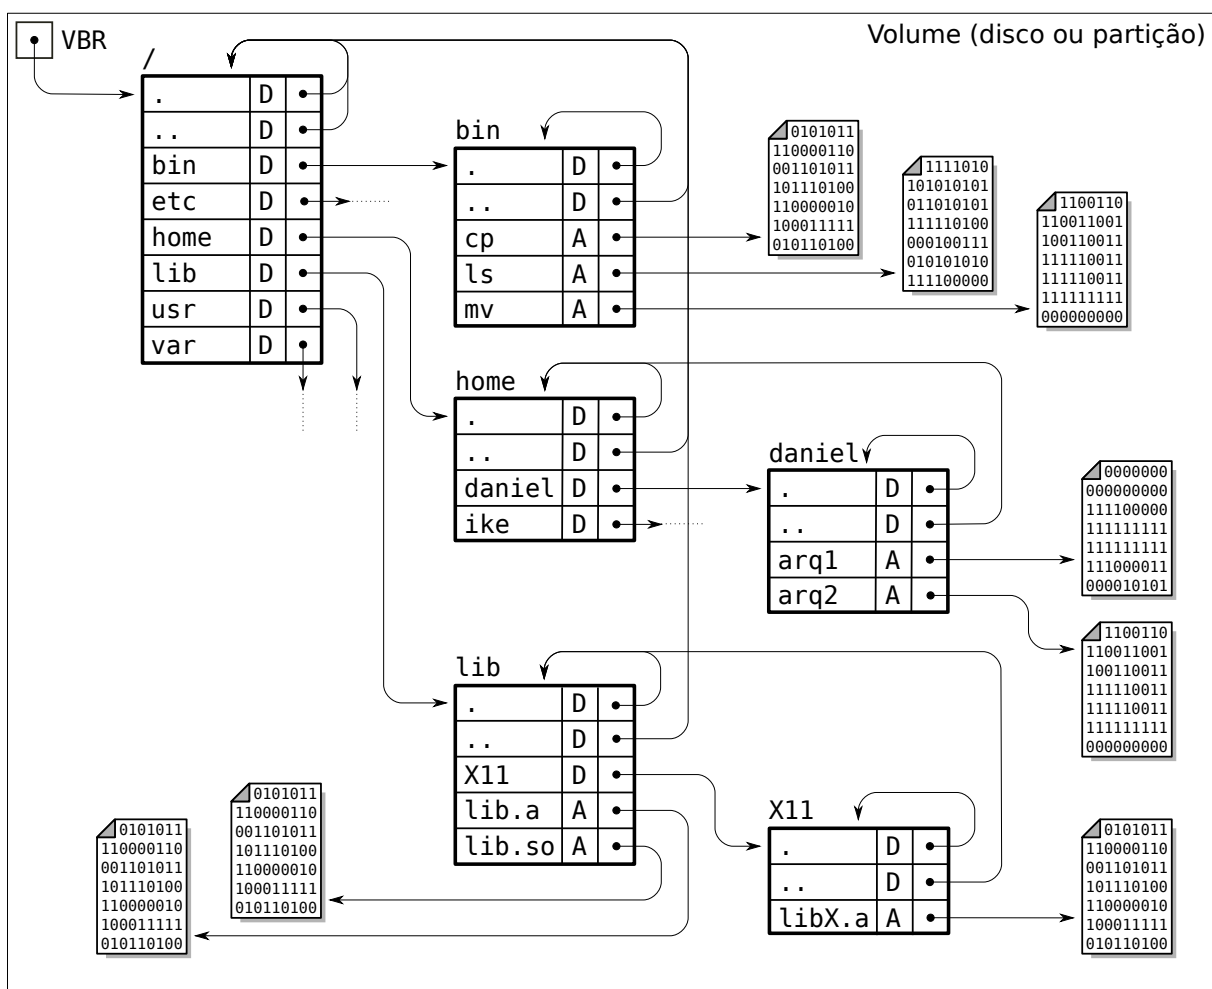 VBR
Volume (disco ou partição)
/
. D
.. D
bin D
etc D
home D
lib D
usr D
var D
bin
. D
.. D
cp A
ls A
mv A
0101011
110000110
001101011
101110100
110000010
100011111
010110100
1111010
101010101
011010101
111110100
000100111
010101010
111100000
1100110
110011001
100110011
111110011
111110011
111111111
000000000
home
. D
.. D
daniel D
ike D
daniel
. D
.. D
arq1 A
arq2 A
0000000
000000000
111100000
111111111
111111111
111000011
000010101
1100110
110011001
100110011
111110011
111110011
111111111
000000000
lib
. D
.. D
X11 D
lib.a A
lib.so A
0101011
110000110
001101011
101110100
110000010
100011111
010110100
0101011
110000110
001101011
101110100
110000010
100011111
010110100
X11
. D
.. D
libX.a A
0101011
110000110
001101011
101110100
110000010
100011111
010110100